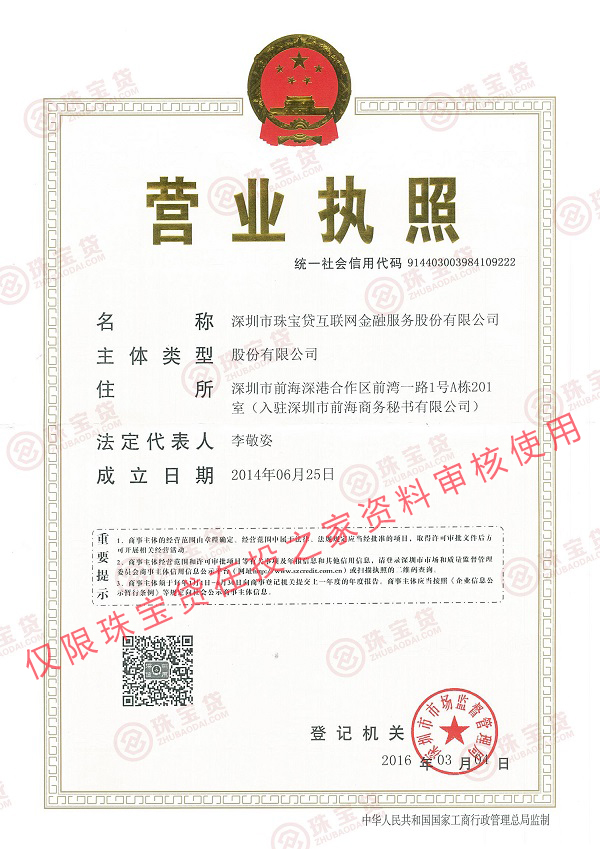 营业执照
统一社会信用代码 914403003984109222
名称 深圳市珠宝贷互联网金融服务股份有限公司
主体类型 股份有限公司
住所 深圳市前海深港合作区前湾一路1号A栋201
室（入驻深圳市前海商务秘书有限公司）
法定代表人 李敬姿
成立日期 2014年06月25日
重要提示
1、商事主体的经营范围由章程确定。经营范围中属于法律、法规规定应当经批准的项目，取得许可审批文件后方
可开展相关经营活动。
2、商事主体经营范围和许可审批项目等有关事项及年报信息和其他信用信息，请登录深圳市市场和质量监督管理
委员会商事主体信用信息公示平台（网址http://www.szcredit.com.cn）或扫描执照的二维码查询。
3、商事主体须于每年1月1日-6月30日向商事登记机关提交上一年度的年度报告。商事主体应当按照《企业信息公
示暂行条例》等规定向社会公示商事主体信息。
仅限珠宝贷任投之家资料审核使用
登记机关
深圳市市场监督管理局
2016 年 03 月 01 日
中华人民共和国国家工商行政管理总局监制
珠宝贷
ZHUBAODAI.COM